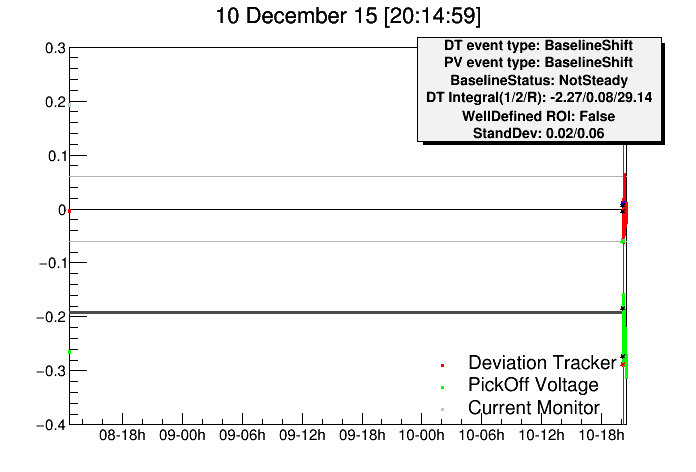 10 December 15 [20:14:59]
DT event type: BaselineShift
PV event type: BaselineShift
BaselineStatus: NotSteady
DT Integral(1/2/R): -2.27/0.08/29.14
WellDefined ROI: False
StandDev: 0.02/0.06
0.3
0.2
0.1
0
−0.1
−0.2
−0.3
−0.4
Deviation Tracker
PickOff Voltage
Current Monitor
08-18h 09-00h 09-06h 09-12h 09-18h 10-00h 10-06h 10-12h 10-18h